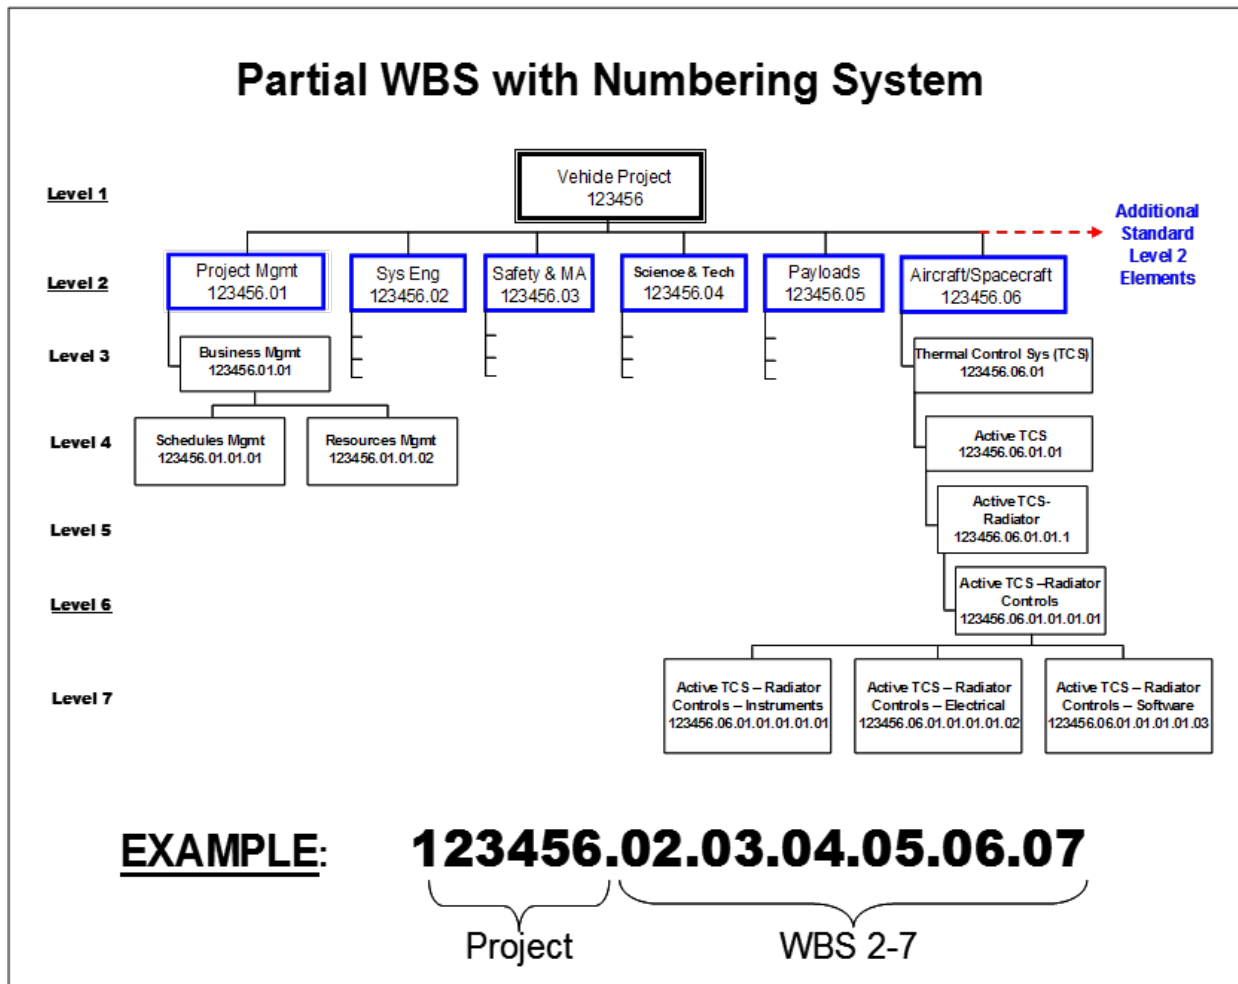 Partial WBS with Numbering System
Level 1
Vehicle Project
123456
Additional
Standard
Level 2
Elements
Level 2
Project Mgmt
123456.01
Sys Eng
123456.02
Safety & MA
123456.03
Science & Tech
123456.04
Payloads
123456.05
Aircraft/Spacecraft
123456.06
Level 3
Business Mgmt
123456.01.01
Thermal Control Sys (TCS)
123456.06.01
Level 4
Schedules Mgmt
123456.01.01.01
Resources Mgmt
123456.01.01.02
Active TCS
123456.06.01.01
Level 5
Active TCS-
Radiator
123456.06.01.01.1
Level 6
Active TCS –Radiator
Controls
123456.06.01.01.01.01
Level 7
Active TCS – Radiator
Controls – Instruments
123456.06.01.01.01.01.01
Active TCS – Radiator
Controls – Electrical
123456.06.01.01.01.01.02
Active TCS – Radiator
Controls – Software
123456.06.01.01.01.01.03
EXAMPLE: 123456.02.03.04.05.06.07
Project
WBS 2-7